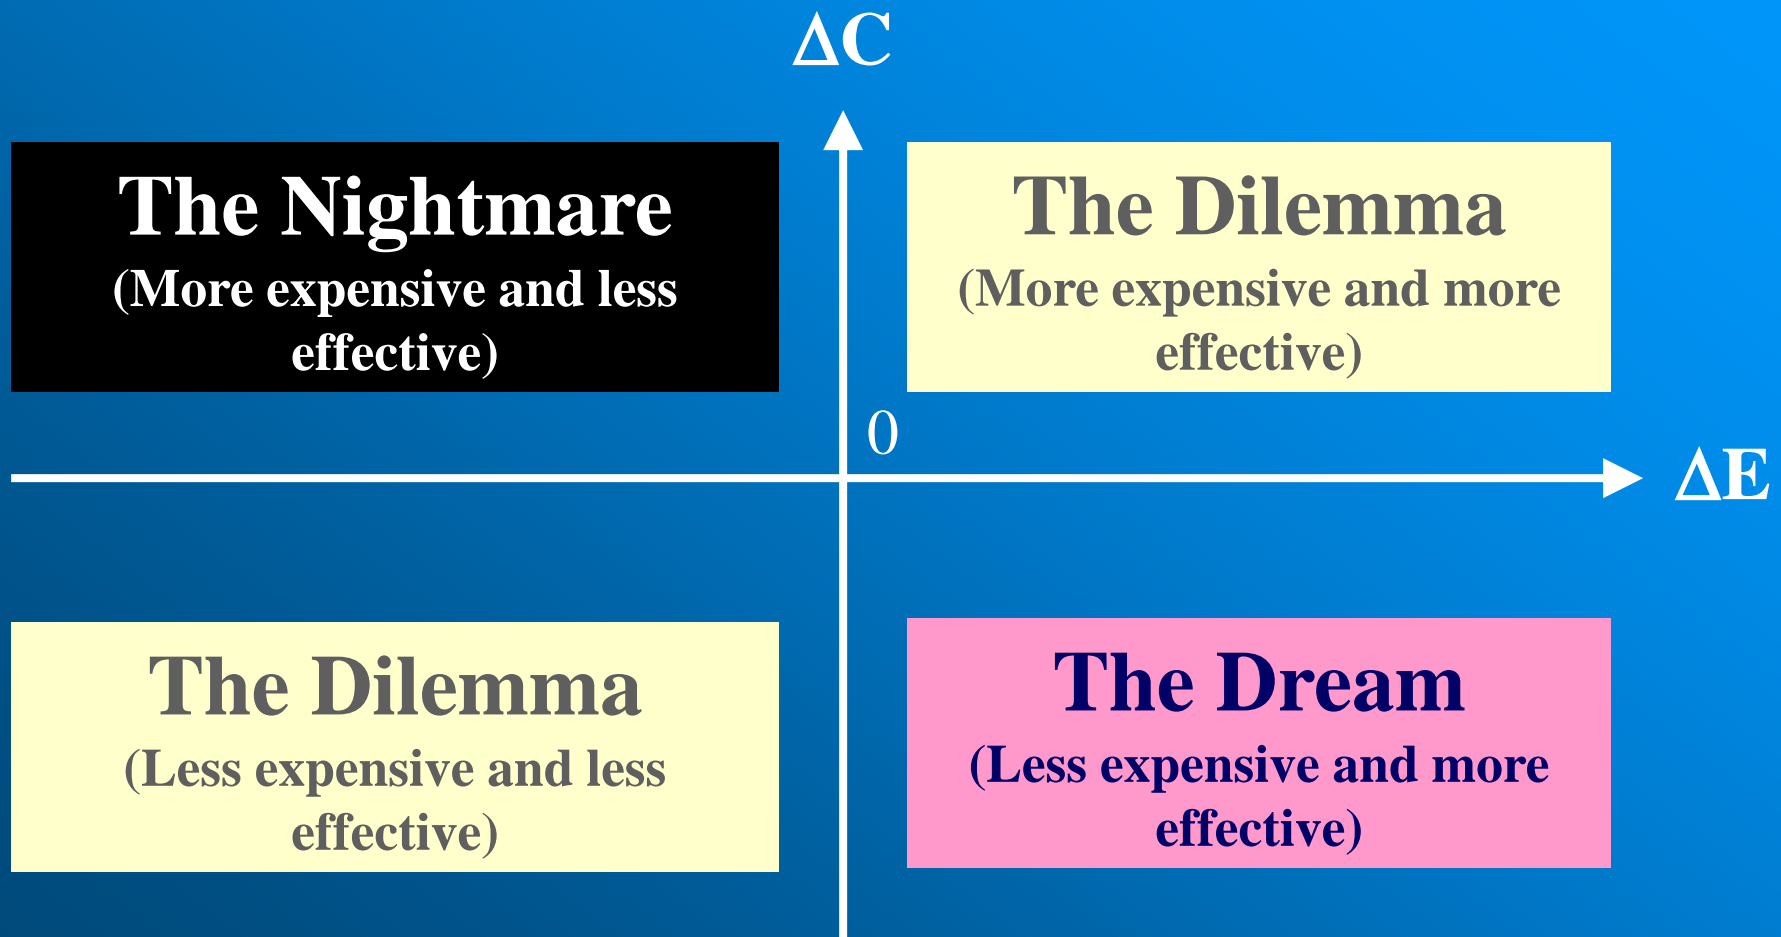 ΔC
The Nightmare
(More expensive and less
effective)
The Dilemma
(More expensive and more
effective)
0
ΔE
The Dilemma
(Less expensive and less
effective)
The Dream
(Less expensive and more
effective)